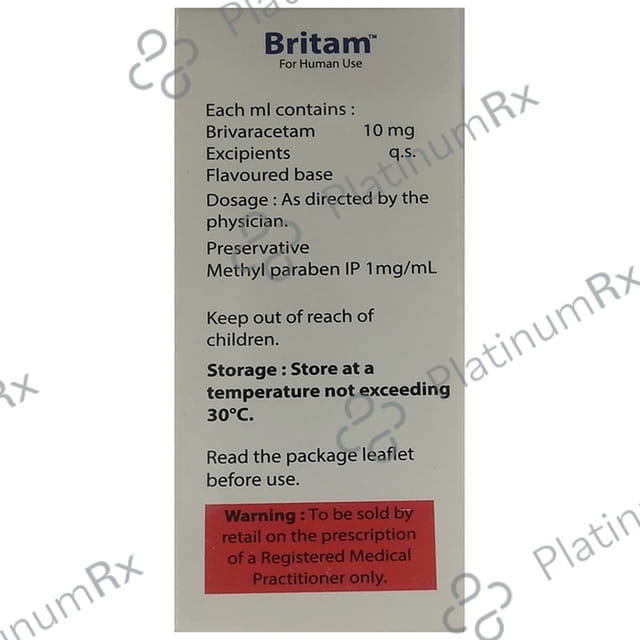 Britam™
For Human Use
Each ml contains :
Brivaracetam 10 mg
Excipients q.s.
Flavoured base
Dosage : As directed by the
physician.
Preservative
Methyl paraben IP 1mg/mL
Keep out of reach of
children.
Storage : Store at a
temperature not exceeding
30°C.
Read the package leaflet
before use.
Warning : To be sold by
retail on the prescription
of a Registered Medical
Practitioner only.
PlatinumRx
PlatinumRx
PlatinumRx
Rx
PlatinumRx
Platin
inumRx